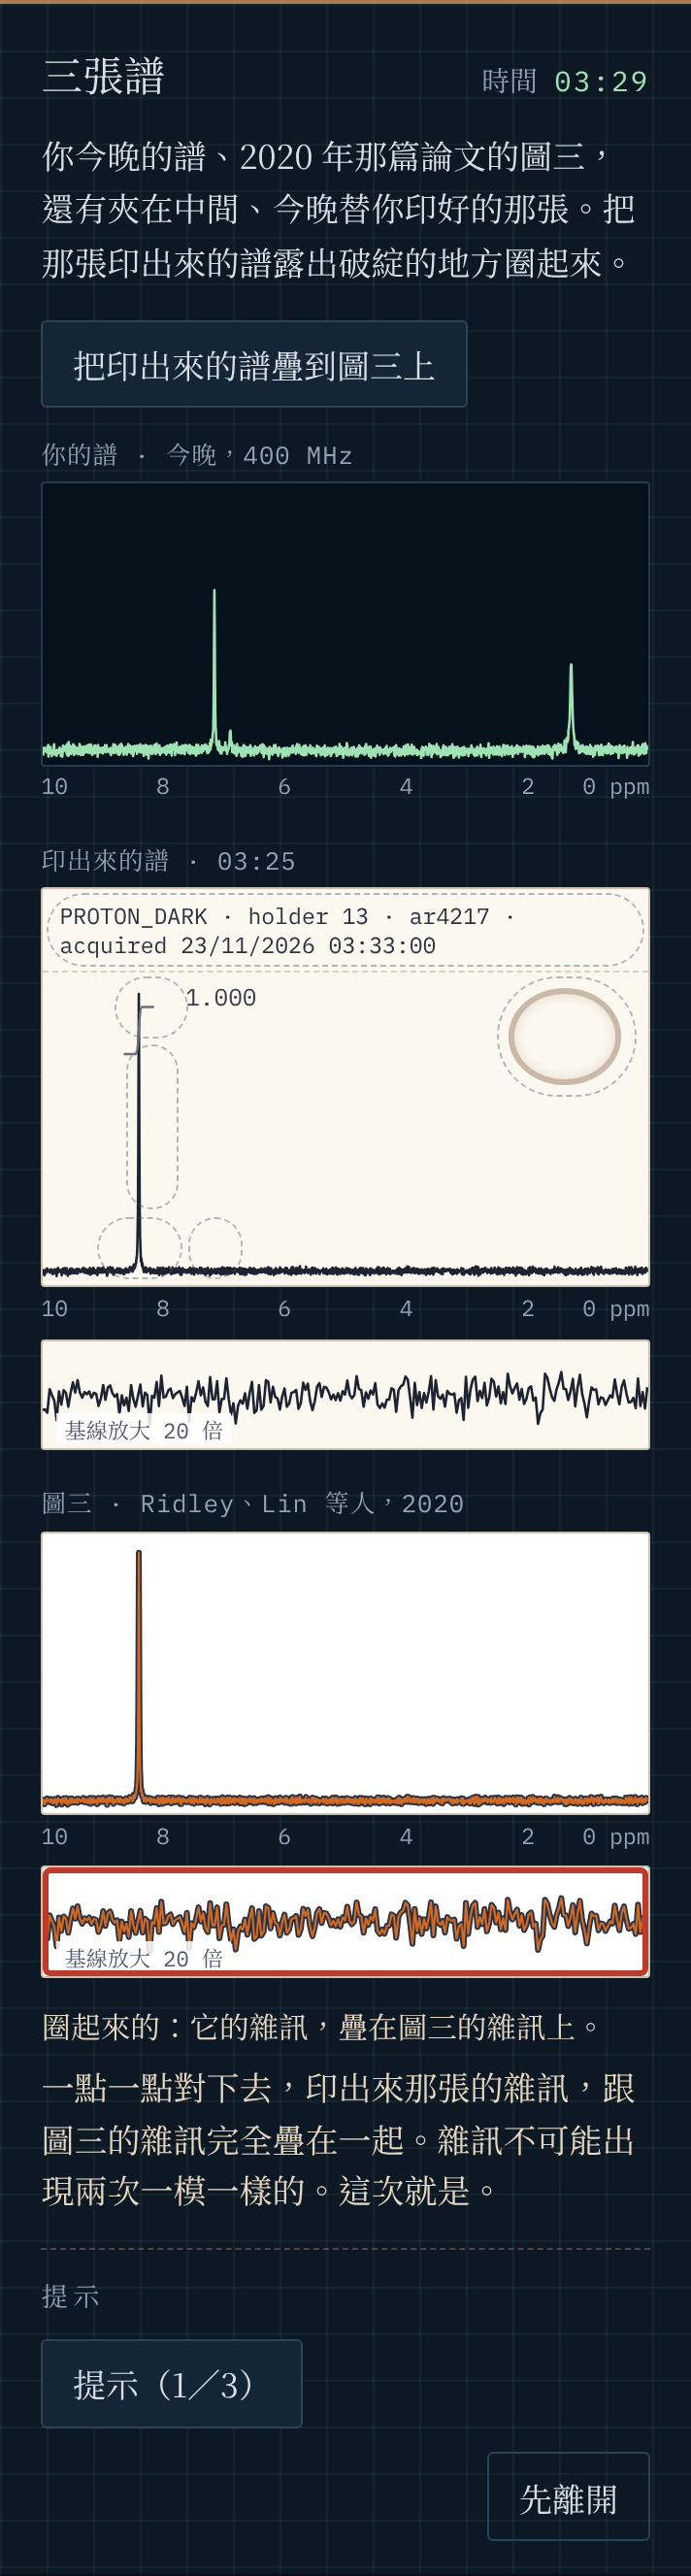 三張譜
時間 03:29
你今晚的譜、2020 年那篇論文的圖三，
還有夾在中間、今晚替你印好的那張。把
那張印出來的譜露出破綻的地方圈起來。
把印出來的譜疊到圖三上
你的譜 · 今晚，400 MHz
10 8 6 4 2 0 ppm
印出來的譜 · 03:25
PROTON_DARK · holder 13 · ar4217 ·
acquired 23/11/2026 03:33:00
1.000
10 8 6 4 2 0 ppm
基線放大 20 倍
圖三 · Ridley、Lin 等人，2020
10 8 6 4 2 0 ppm
基線放大 20 倍
圈起來的：它的雜訊，疊在圖三的雜訊上。
一點一點對下去，印出來那張的雜訊，跟
圖三的雜訊完全疊在一起。雜訊不可能出
現兩次一模一樣的。這次就是。
提示
提示（1／3）
先離開